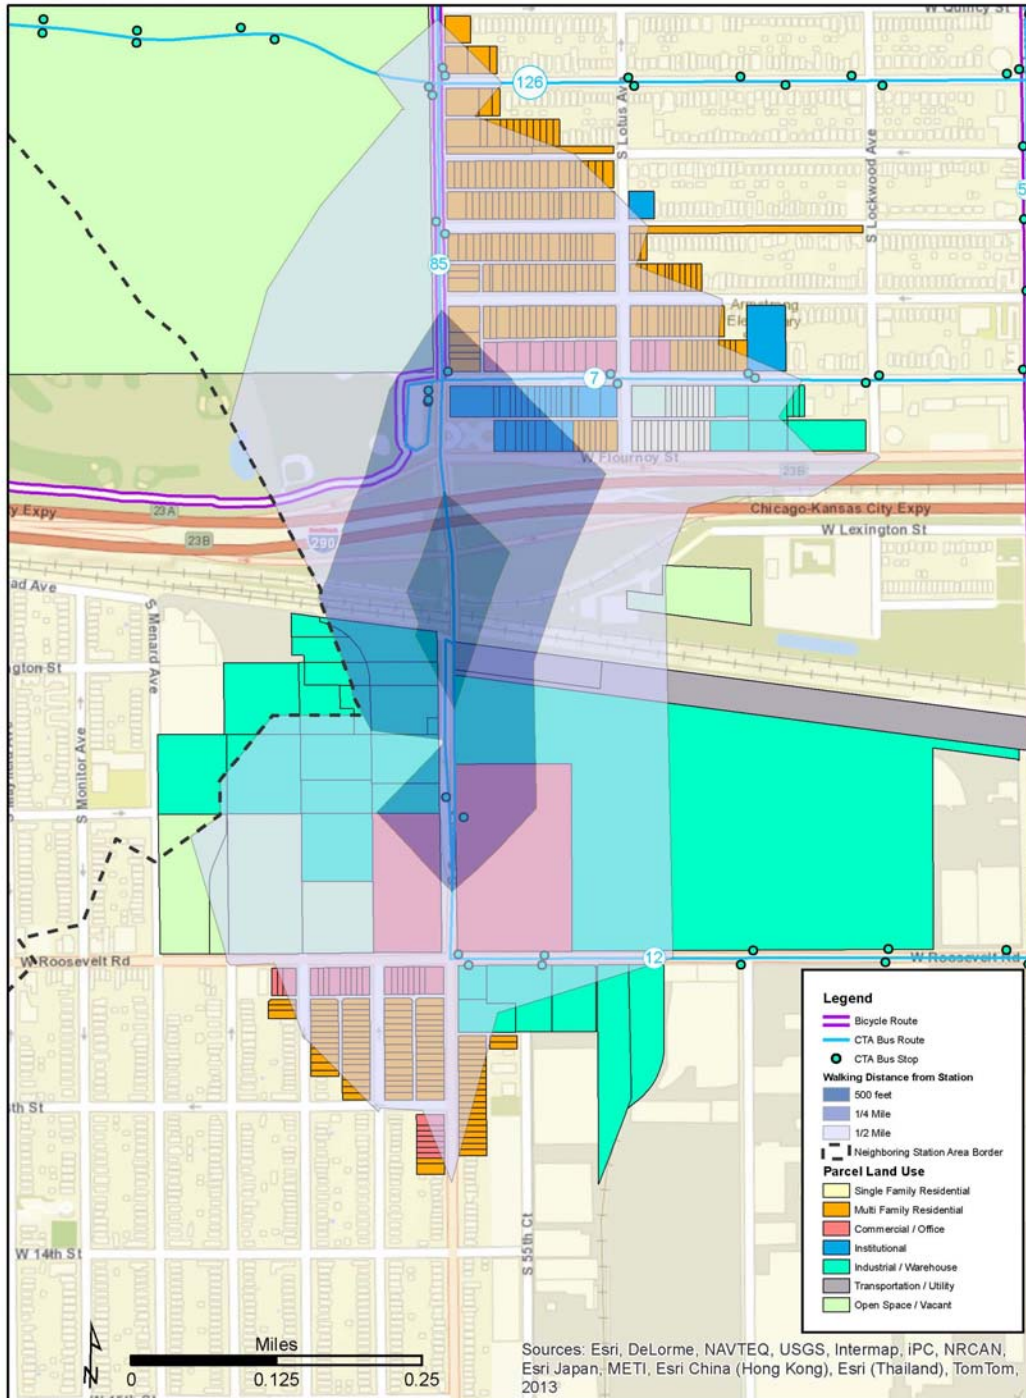 W Quincy St
126
S Lotus Ave
S Lockwood Ave
5
85
Armstrong
Elementary
7
W Flournoy St
23B
y Expy
23A
Chicago-Kansas City Expy
23B
290
W Lexington St
ad Ave
S Menard Ave
ngton St
S Monitor Ave
W Roosevelt Rd
12
W Roosevelt Rd
Legend
Bicycle Route
CTA Bus Route
CTA Bus Stop
Walking Distance from Station
500 feet
1/4 Mile
1/2 Mile
Neighboring Station Area Border
Parcel Land Use
Single Family Residential
Multi Family Residential
Commercial / Office
Institutional
Industrial / Warehouse
Transportation / Utility
Open Space / Vacant
th St
W 14th St
S 55th Ct
N
Miles
0 0.125 0.25
Sources: Esri, DeLorme, NAVTEQ, USGS, Intermap, iPC, NRCAN,
Esri Japan, METI, Esri China (Hong Kong), Esri (Thailand), TomTom,
2013